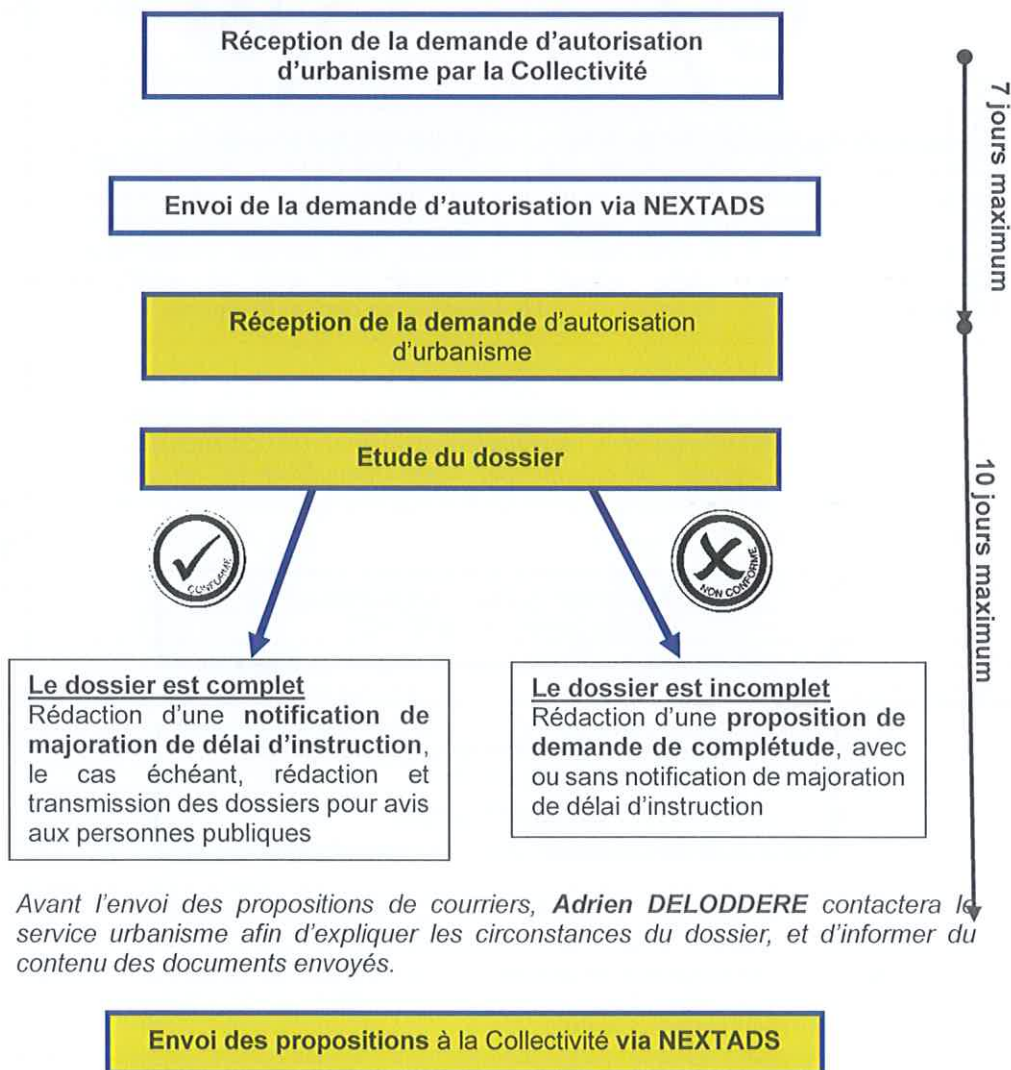 Réception de la demande d'autorisation
d'urbanisme par la Collectivité
7 jours maximum
Envoi de la demande d'autorisation via NEXTADS
Réception de la demande d'autorisation
d'urbanisme
Etude du dossier
10 jours maximum
CONFORME
NON CONFORME
Le dossier est complet
Rédaction d'une notification de
majoration de délai d'instruction,
le cas échéant, rédaction et
transmission des dossiers pour avis
aux personnes publiques
Le dossier est incomplet
Rédaction d'une proposition de
demande de complétude, avec
ou sans notification de majoration
de délai d'instruction
Avant l'envoi des propositions de courriers, Adrien DELODDERE contactera le
service urbanisme afin d'expliquer les circonstances du dossier, et d'informer du
contenu des documents envoyés.
Envoi des propositions à la Collectivité via NEXTADS